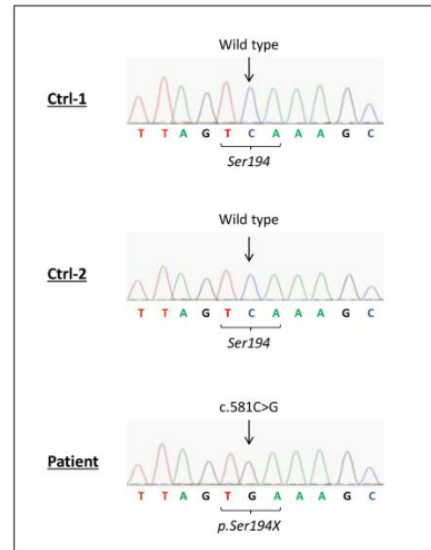 Wild type
Ctrl-1
T T A G T C A A A G C
Ser194
Wild type
Ctrl-2
T T A G T C A A A G C
Ser194
c.581C>G
Patient
T T A G T G A A A G C
p.Ser194X